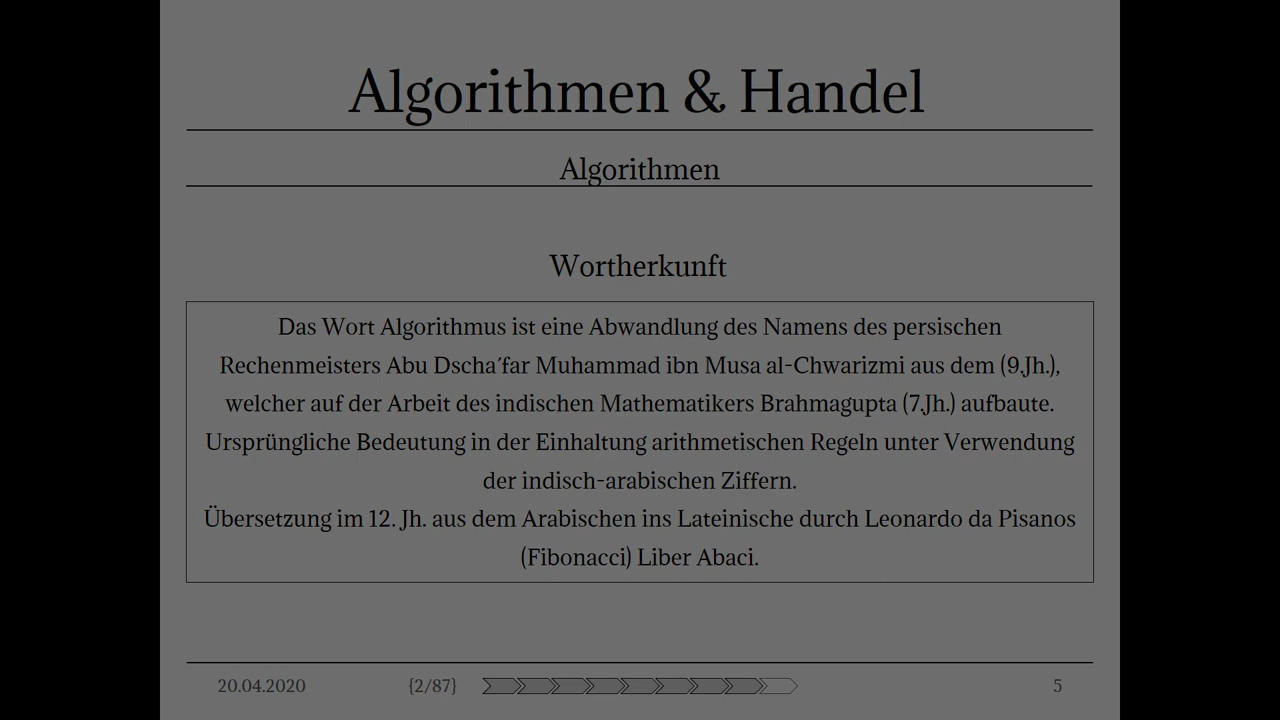 Algorithmen & Handel
Algorithmen
Wortherkunft
Das Wort Algorithmus ist eine Abwandlung des Namens des persischen
Rechenmeisters Abu Dscha´far Muhammad ibn Musa al-Chwarizmi aus dem (9.Jh.),
welcher auf der Arbeit des indischen Mathematikers Brahmagupta (7.Jh.) aufbaute.
Ursprüngliche Bedeutung in der Einhaltung arithmetischen Regeln unter Verwendung
der indisch-arabischen Ziffern.
Übersetzung im 12. Jh. aus dem Arabischen ins Lateinische durch Leonardo da Pisanos
(Fibonacci) Liber Abaci.
20.04.2020 {2/87} 5